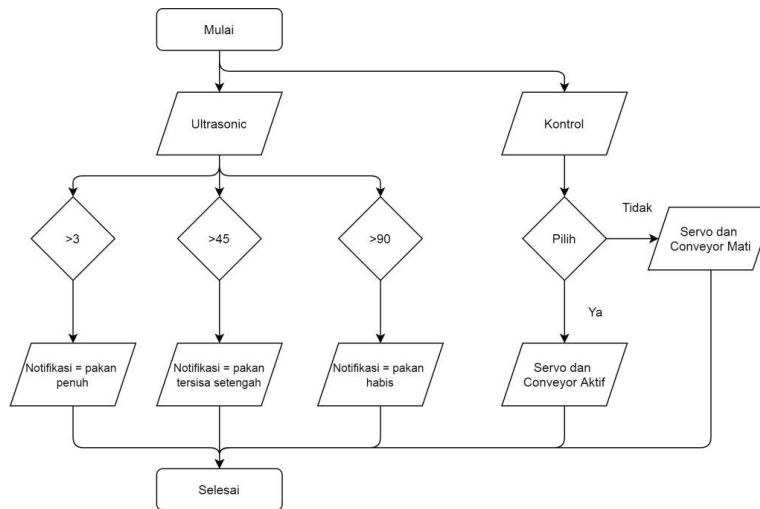 Mulai
Ultrasonic
Kontrol
>3
>45
>90
Pilih
Tidak
Servo dan
Conveyor Mati
Ya
Notifikasi = pakan
penuh
Notifikasi = pakan
tersisa setengah
Notifikasi = pakan
habis
Servo dan
Conveyor Aktif
Selesai